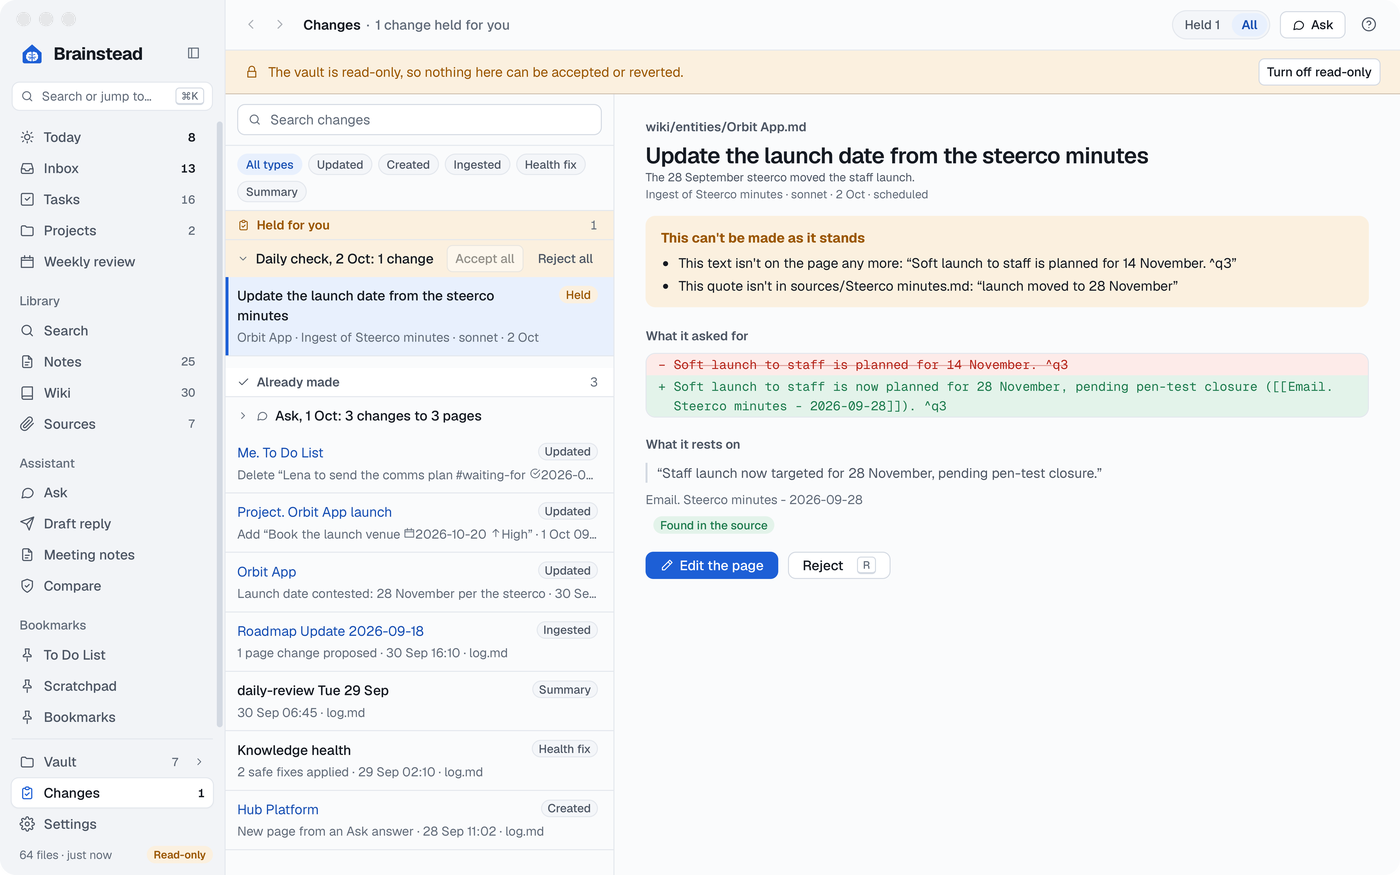 Brainstead
Search or jump to... ⌘K
Today 8
Inbox 13
Tasks 16
Projects 2
Weekly review
Library
Search
Notes 25
Wiki 30
Sources 7
Assistant
Ask
Draft reply
Meeting notes
Compare
Bookmarks
To Do List
Scratchpad
Bookmarks
Vault 7
Changes 1
Settings
64 files · just now Read-only
Changes · 1 change held for you
Held 1 All Ask
The vault is read-only, so nothing here can be accepted or reverted. Turn off read-only
Search changes
All types Updated Created Ingested Health fix
Summary
Held for you 1
Daily check, 2 Oct: 1 change Accept all Reject all
Update the launch date from the steerco Held
minutes
Orbit App · Ingest of Steerco minutes · sonnet · 2 Oct
Already made 3
Ask, 1 Oct: 3 changes to 3 pages
Me. To Do List Updated
Delete “Lena to send the comms plan #waiting-for 2026-0...
Project. Orbit App launch Updated
Add “Book the launch venue 2026-10-20 High” · 1 Oct 09...
Orbit App Updated
Launch date contested: 28 November per the steerco · 30 Se...
Roadmap Update 2026-09-18 Ingested
1 page change proposed · 30 Sep 16:10 · log.md
daily-review Tue 29 Sep Summary
30 Sep 06:45 · log.md
Knowledge health Health fix
2 safe fixes applied · 29 Sep 02:10 · log.md
Hub Platform Created
New page from an Ask answer · 28 Sep 11:02 · log.md
wiki/entities/Orbit App.md
Update the launch date from the steerco minutes
The 28 September steerco moved the staff launch.
Ingest of Steerco minutes · sonnet · 2 Oct · scheduled
This can't be made as it stands
• This text isn't on the page any more: “Soft launch to staff is planned for 14 November. ^q3”
• This quote isn't in sources/Steerco minutes.md: “launch moved to 28 November”
What it asked for
- Soft launch to staff is planned for 14 November. ^q3
+ Soft launch to staff is now planned for 28 November, pending pen-test closure ([[Email.
Steerco minutes - 2026-09-28]]). ^q3
What it rests on
“Staff launch now targeted for 28 November, pending pen-test closure.”
Email. Steerco minutes - 2026-09-28
Found in the source
Edit the page Reject R